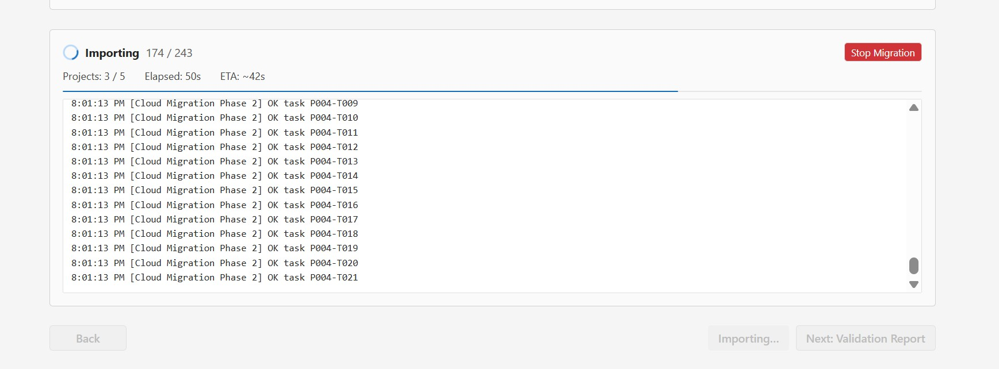 Importing 174 / 243 Stop Migration
Projects: 3 / 5 Elapsed: 50s ETA: ~42s
8:01:13 PM [Cloud Migration Phase 2] OK task P004-T009
8:01:13 PM [Cloud Migration Phase 2] OK task P004-T010
8:01:13 PM [Cloud Migration Phase 2] OK task P004-T011
8:01:13 PM [Cloud Migration Phase 2] OK task P004-T012
8:01:13 PM [Cloud Migration Phase 2] OK task P004-T013
8:01:13 PM [Cloud Migration Phase 2] OK task P004-T014
8:01:13 PM [Cloud Migration Phase 2] OK task P004-T015
8:01:13 PM [Cloud Migration Phase 2] OK task P004-T016
8:01:13 PM [Cloud Migration Phase 2] OK task P004-T017
8:01:13 PM [Cloud Migration Phase 2] OK task P004-T018
8:01:13 PM [Cloud Migration Phase 2] OK task P004-T019
8:01:13 PM [Cloud Migration Phase 2] OK task P004-T020
8:01:13 PM [Cloud Migration Phase 2] OK task P004-T021
Back Importing... Next: Validation Report